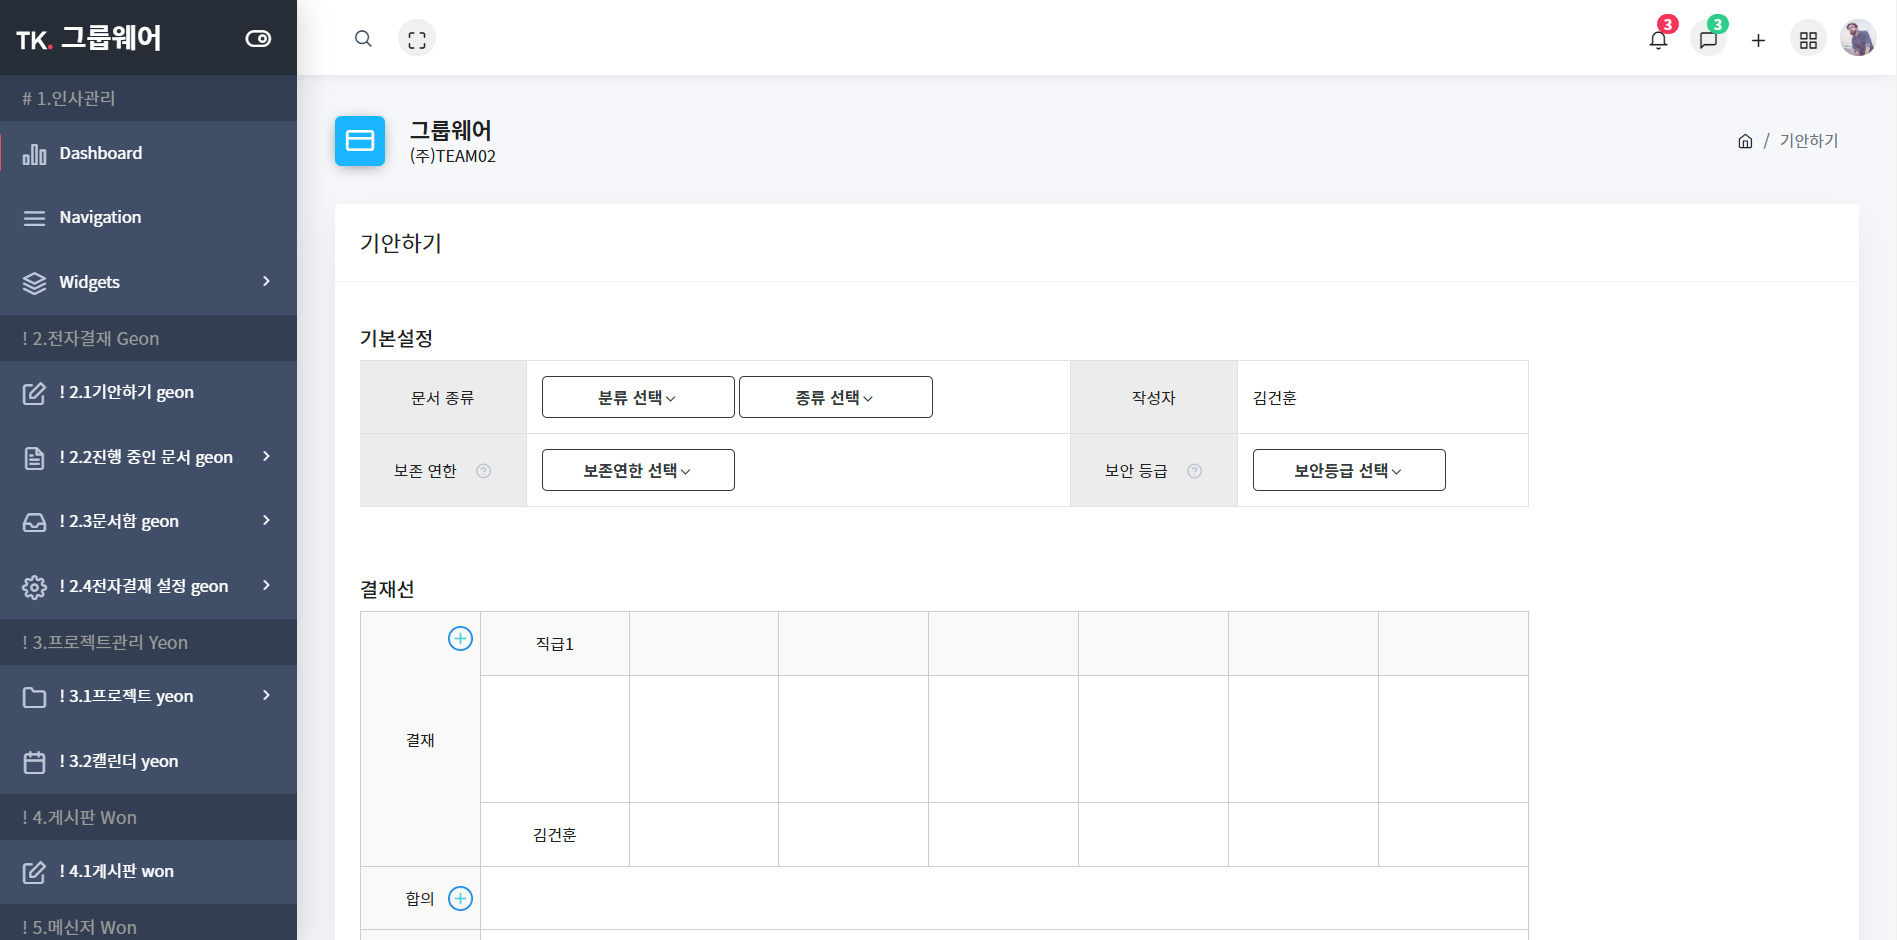 TK. 그룹웨어
3
3
# 1.인사관리
Dashboard
Navigation
Widgets
! 2.전자결재 Geon
! 2.1기안하기 geon
! 2.2진행 중인 문서 geon
! 2.3문서함 geon
! 2.4전자결재 설정 geon
! 3.프로젝트관리 Yeon
! 3.1프로젝트 yeon
! 3.2캘린더 yeon
! 4.게시판 Won
! 4.1게시판 won
! 5.메신저 Won
그룹웨어
(주)TEAM02
/ 기안하기
기안하기
기본설정
문서 종류 분류 선택 종류 선택 작성자 김건훈
보존 연한 ? 보존연한 선택 보안 등급 ? 보안등급 선택
결재선
직급1
결재
김건훈
합의